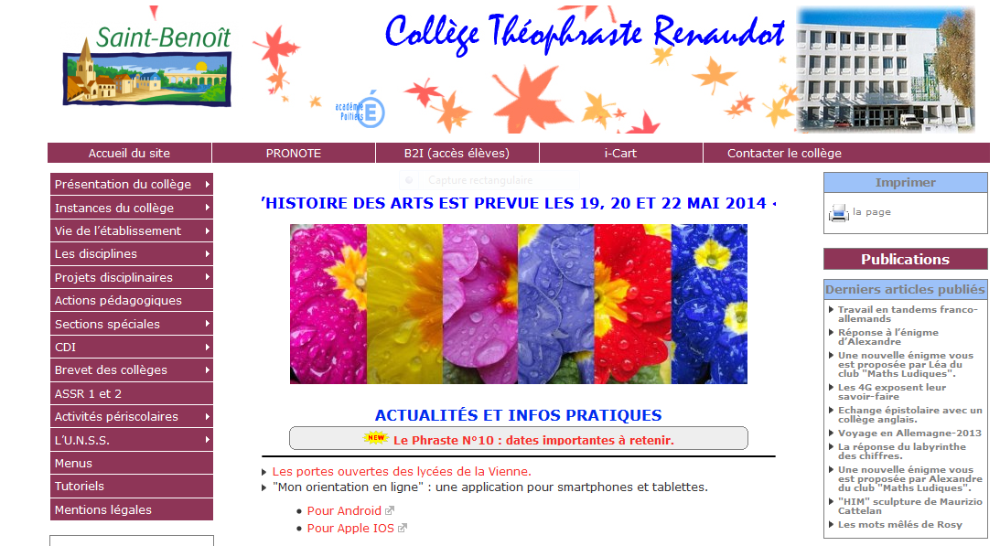 Saint-Benoît
Collège Théophraste Renaudot
académie
Poitiers
Accueil du site
PRONOTE
B2I (accès élèves)
i-Cart
Contacter le collège
Présentation du collège
Instances du collège
Vie de l’établissement
Les disciplines
Projets disciplinaires
Actions pédagogiques
Sections spéciales
CDI
Brevet des collèges
ASSR 1 et 2
Activités périscolaires
L’U.N.S.S.
Menus
Tutoriels
Mentions légales
Capture rectangulaire
’HISTOIRE DES ARTS EST PREVUE LES 19, 20 ET 22 MAI 2014
ACTUALITÉS ET INFOS PRATIQUES
NEW Le Phraste N°10 : dates importantes à retenir.
Les portes ouvertes des lycées de la Vienne.
"Mon orientation en ligne" : une application pour smartphones et tablettes.
Pour Android
Pour Apple IOS
Imprimer
la page
Publications
Derniers articles publiés
Travail en tandems franco-
allemands
Réponse à l’énigme
d’Alexandre
Une nouvelle énigme vous
est proposée par Léa du
club "Maths Ludiques".
Les 4G exposent leur
savoir-faire
Echange épistolaire avec un
collège anglais.
Voyage en Allemagne-2013
La réponse du labyrinthe
des chiffres.
Une nouvelle énigme vous
est proposée par Alexandre
du club "Maths Ludiques".
"HIM" sculpture de Maurizio
Cattelan
Les mots mêlés de Rosy